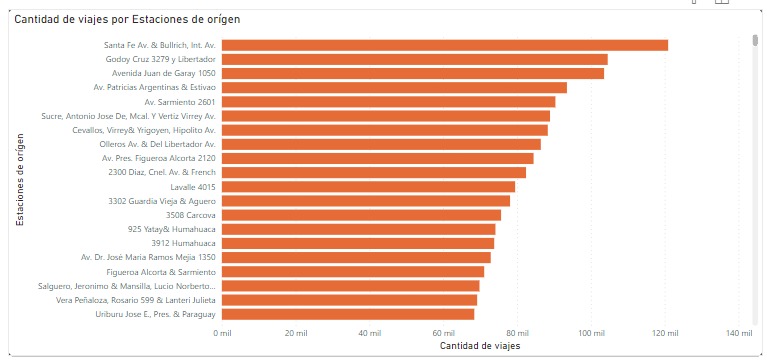 Cantidad de viajes por Estaciones de orígen
Estaciones de orígen
Santa Fe Av. & Bullrich, Int. Av.
Godoy Cruz 3279 y Libertador
Avenida Juan de Garay 1050
Av. Patricias Argentinas & Estivao
Av. Sarmiento 2601
Sucre, Antonio Jose De, Mcal. Y Vertiz Virrey Av.
Cevallos, Virrey& Yrigoyen, Hipolito Av.
Olleros Av. & Del Libertador Av.
Av. Pres. Figueroa Alcorta 2120
2300 Diaz, Cnel. Av. & French
Lavalle 4015
3302 Guardia Vieja & Aguero
3508 Carcova
925 Yatay& Humahuaca
3912 Humahuaca
Av. Dr. José María Ramos Mejía 1350
Figueroa Alcorta & Sarmiento
Salguero, Jeronimo & Mansilla, Lucio Norberto...
Vera Peñaloza, Rosario 599 & Lanteri Julieta
Uriburu Jose E., Pres. & Paraguay
0 mil 20 mil 40 mil 60 mil 80 mil 100 mil 120 mil 140 mil
Cantidad de viajes